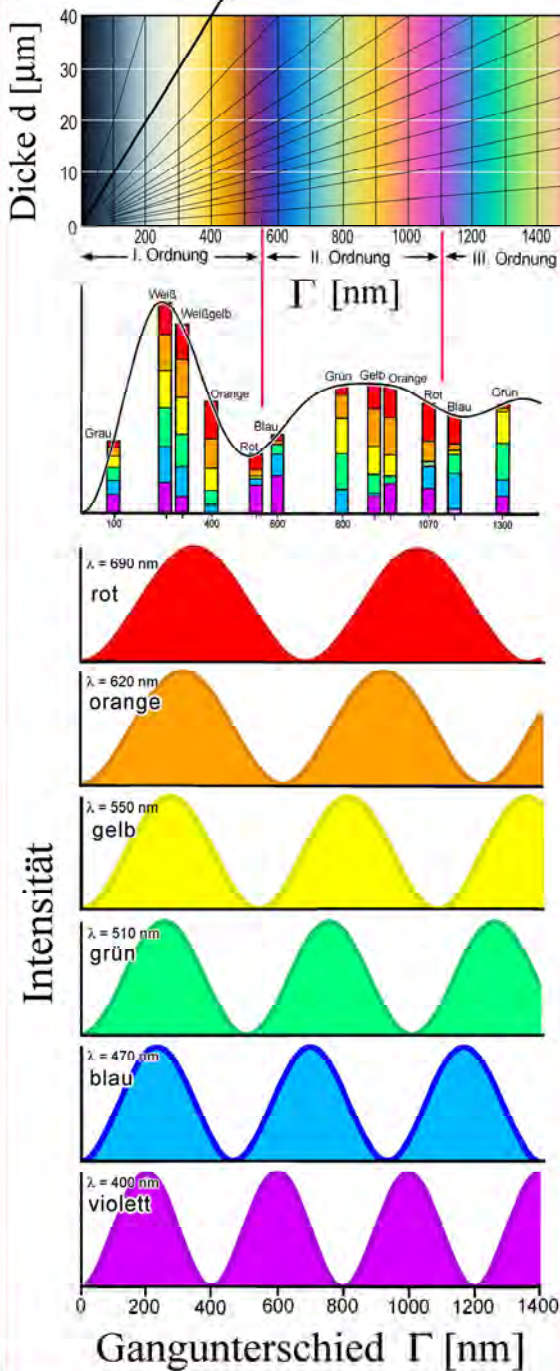 Dicke d [µm]
40
30
20
10
0
200 400 600 800 1000 1200 1400
I. Ordnung II. Ordnung III. Ordnung
Γ [nm]
Weiß
Weißgelb
Grün Gelb Orange
Orange
Rot
Grün
Blau
Blau
Grau
Rot
100 400 600 800 1070 1300
λ = 690 nm
rot
λ = 620 nm
orange
λ = 550 nm
gelb
λ = 510 nm
grün
λ = 470 nm
blau
λ = 400 nm
violett
Intensität
0 200 400 600 800 1000 1200 1400
Gangunterschied Γ [nm]